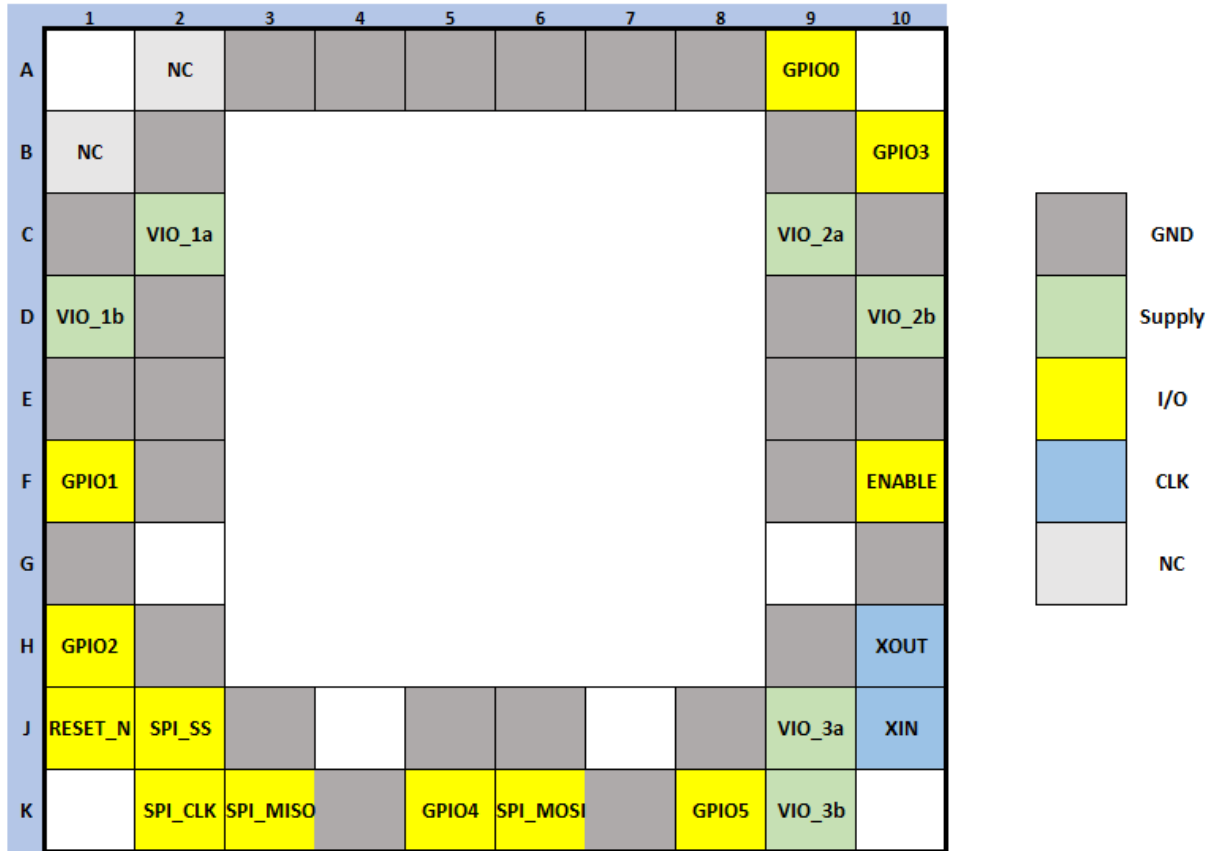 1 2 3 4 5 6 7 8 9 10
A NC GPIO0
B NC GPIO3
C VIO_1a VIO_2a GND
D VIO_1b VIO_2b Supply
E I/O
F GPIO1 ENABLE CLK
G NC
H GPIO2 XOUT
J RESET_N SPI_SS VIO_3a XIN
K SPI_CLK SPI_MISO GPIO4 SPI_MOSI GPIO5 VIO_3b